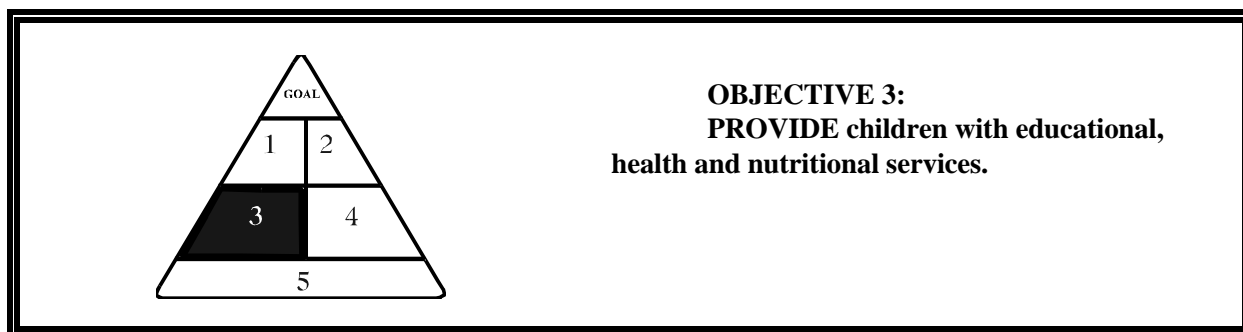 GOAL
1 2
3 4
5
OBJECTIVE 3:
PROVIDE children with educational,
health and nutritional services.